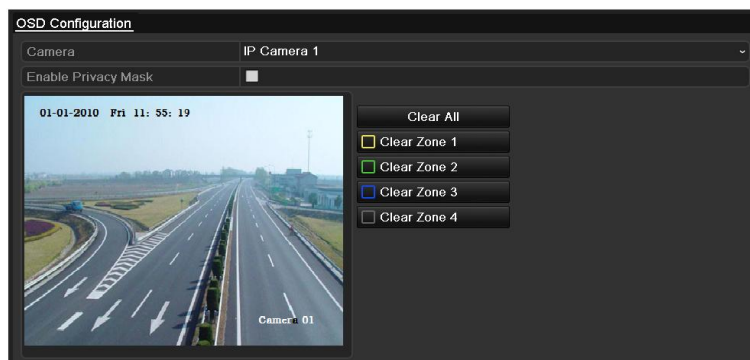 OSD Configuration
Camera IP Camera 1
Enable Privacy Mask
01-01-2010 Fri 11: 55: 19
Clear All
Clear Zone 1
Clear Zone 2
Clear Zone 3
Clear Zone 4
Camera 01